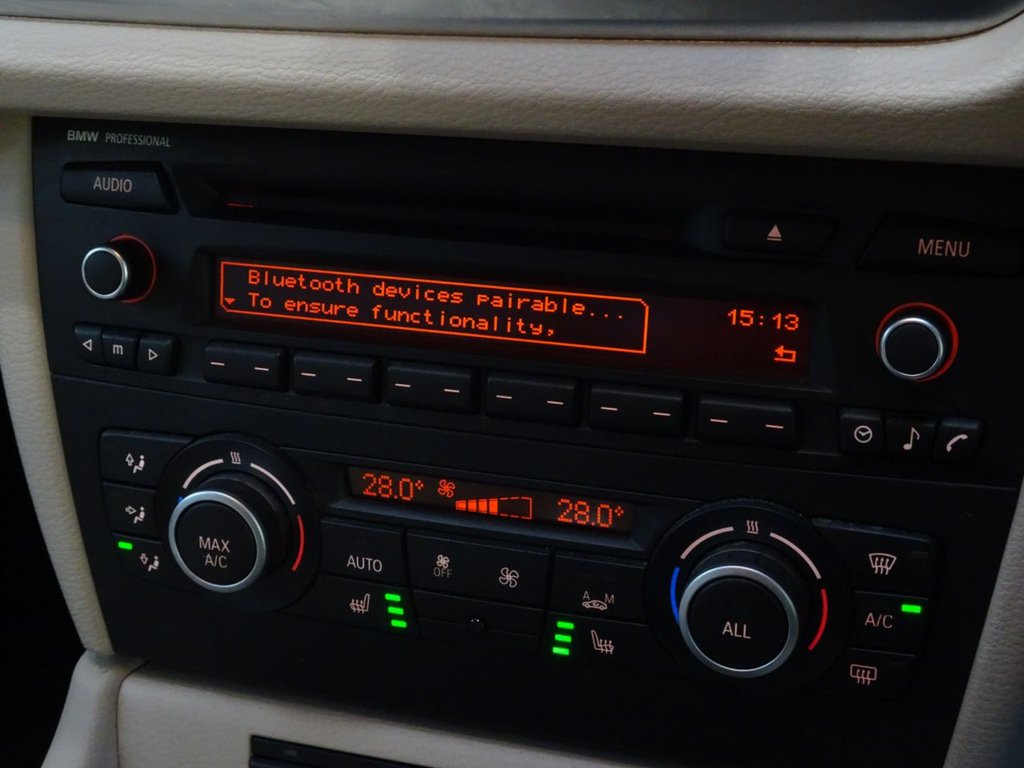 BMW PROFESSIONAL
AUDIO
MENU
Bluetooth devices pairable...
To ensure functionality,
15:13
m
28.0°
28.0°
MAX
A/C
AUTO
OFF
A M
ALL
A/C